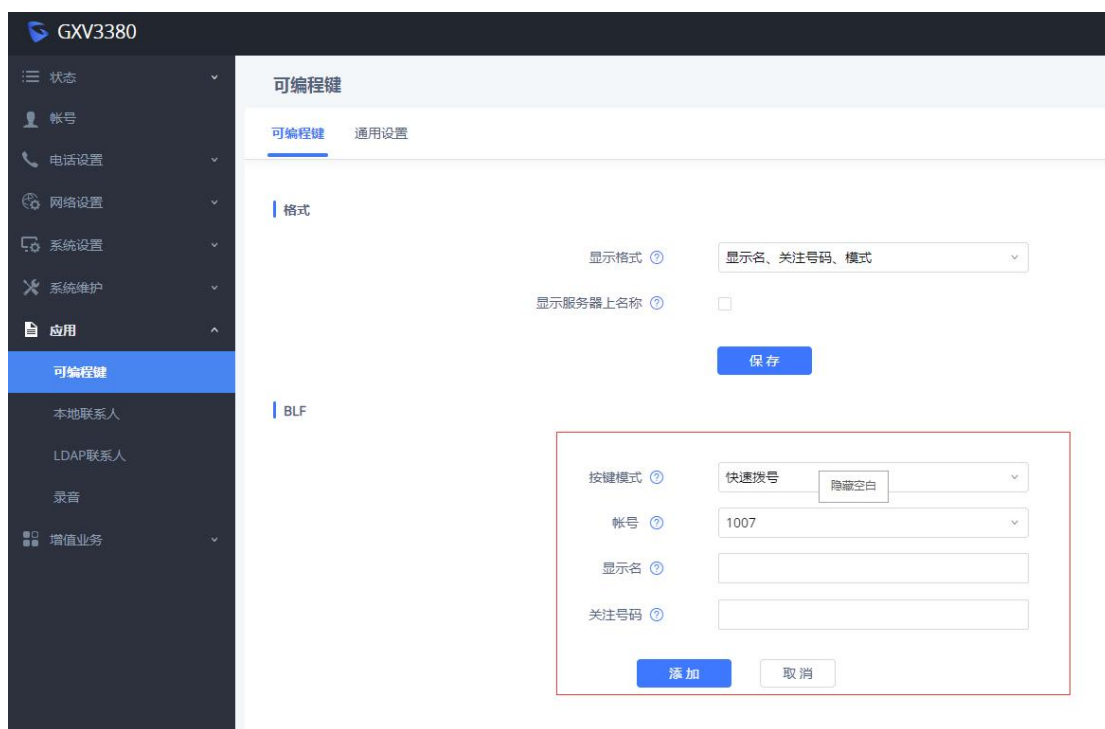 GXV3380
状态
帐号
电话设置
网络设置
系统设置
系统维护
应用
可编程键
本地联系人
LDAP联系人
录音
增值业务
可编程键
可编程键 通用设置
格式
显示格式 ? 显示名、关注号码、模式
显示服务器上名称 ?
保存
BLF
按键模式 ? 快速拨号
隐藏空白
帐号 ? 1007
显示名 ?
关注号码 ?
添加 取消